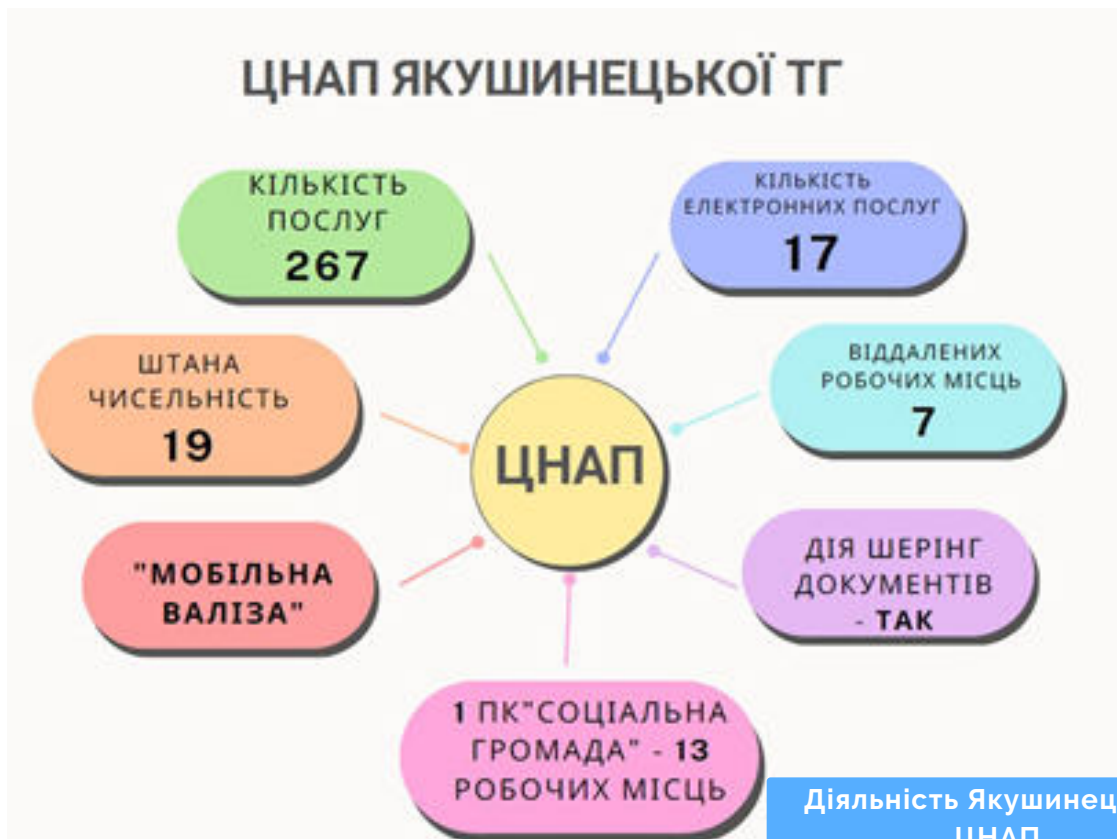 ЦНАП ЯКУШИНЕЦЬКОЇ ТГ
КІЛЬКІСТЬ
ПОСЛУГ
267
КІЛЬКІСТЬ
ЕЛЕКТРОННИХ ПОСЛУГ
17
ШТАНА
ЧИСЕЛЬНІСТЬ
19
ВІДДАЛЕНИХ
РОБОЧИХ МІСЦЬ
7
ЦНАП
"МОБІЛЬНА
ВАЛІЗА"
ДІЯ ШЕРІНГ
ДОКУМЕНТІВ
- ТАК
1 ПК"СОЦІАЛЬНА
ГРОМАДА" - 13
РОБОЧИХ МІСЦЬ
Діяльність Якушинец
ЦНАП